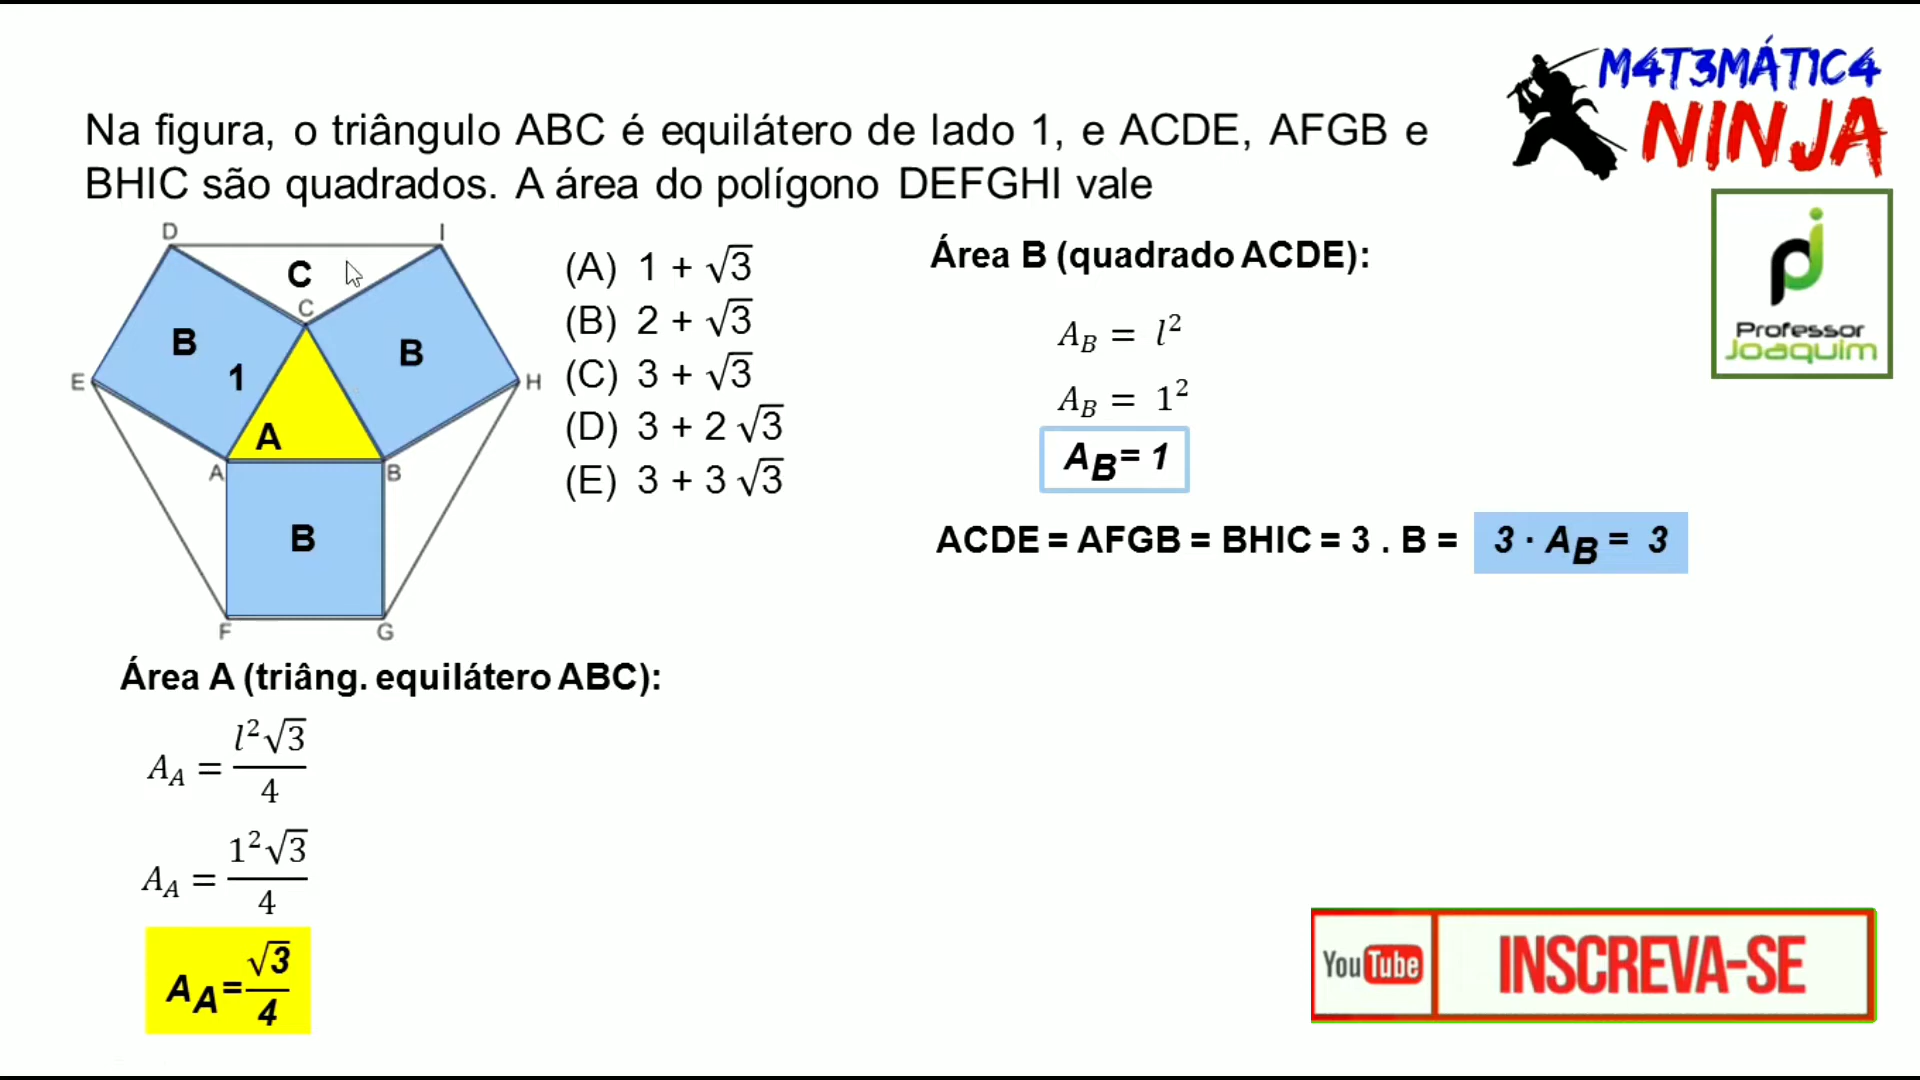 M4T3MÁT1C4
NINJA
Na figura, o triângulo ABC é equilátero de lado 1, e ACDE, AFGB e
BHIC são quadrados. A área do polígono DEFGHI vale
Professor
Joaquim
D
I
C
C
B
B
1
E
H
A
A
B
B
F
G
(A) 1 + √3
(B) 2 + √3
(C) 3 + √3
(D) 3 + 2 √3
(E) 3 + 3 √3
Área B (quadrado ACDE):
A_B = l²
A_B = 1²
A_B = 1
ACDE = AFGB = BHIC = 3 . B = 3 · A_B = 3
Área A (triâng. equilátero ABC):
A_A = l²√3/4
A_A = 1²√3/4
A_A = √3/4
YouTube INSCREVA-SE